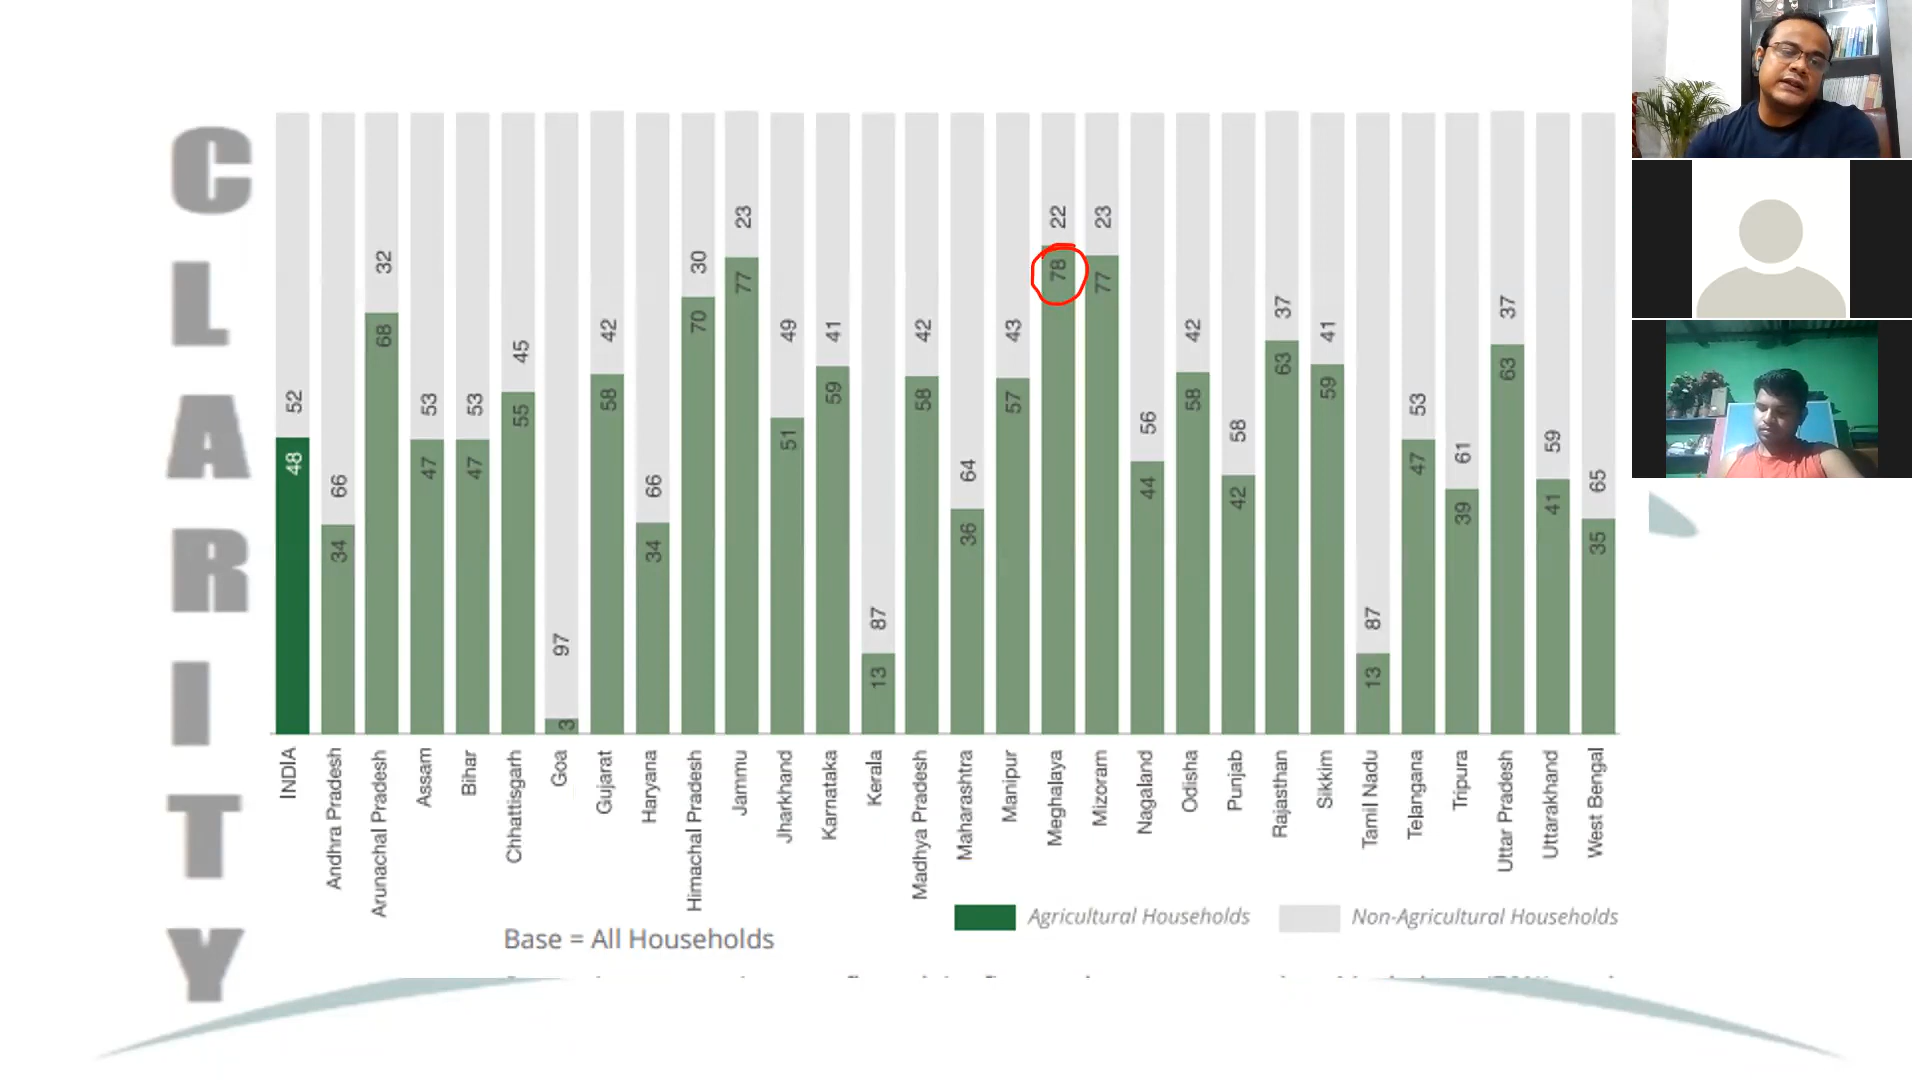 CLARITY
52 66 32 53 53 45 97 42 66 30 23 49 41 87 42 64 43 22 23 56 42 58 37 41 87 53 61 37 59 65
48 34 68 47 47 55 3 58 34 70 77 51 59 13 58 36 57 78 77 44 58 42 63 59 13 47 39 63 41 35
INDIA
Andhra Pradesh
Arunachal Pradesh
Assam
Bihar
Chhattisgarh
Goa
Gujarat
Haryana
Himachal Pradesh
Jammu
Jharkhand
Karnataka
Kerala
Madhya Pradesh
Maharashtra
Manipur
Meghalaya
Mizoram
Nagaland
Odisha
Punjab
Rajasthan
Sikkim
Tamil Nadu
Telangana
Tripura
Uttar Pradesh
Uttarakhand
West Bengal
Agricultural Households
Non-Agricultural Households
Base = All Households